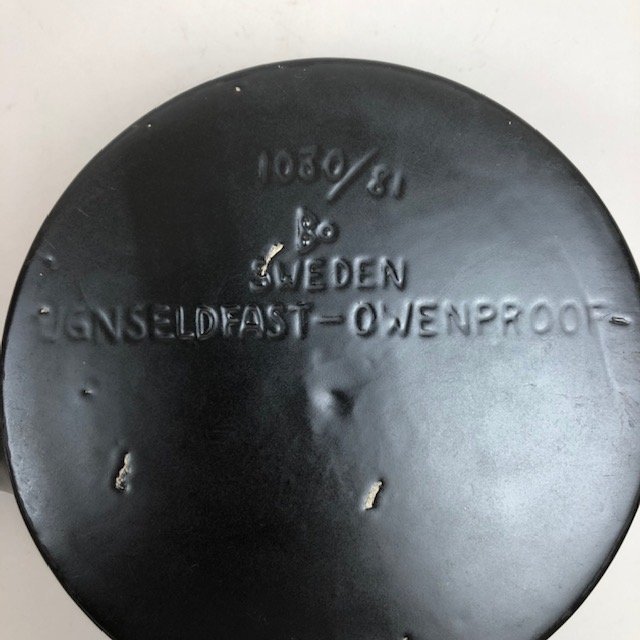 1030/81
Bo
SWEDEN
UGNSELDFAST-OWENPROOF